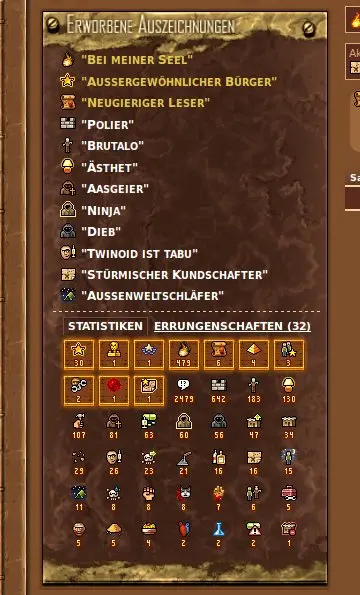 Erworbene Auszeichnungen
"Bei meiner Seel"
"Aussergewöhnlicher Bürger"
"Neugieriger Leser"
"Polier"
"Brutalo"
"Ästhet"
"Aasgeier"
"Ninja"
"Dieb"
"Twinoid ist tabu"
"Stürmischer Kundschafter"
"Aussenweltschläfer"
Statistiken Errungenschaften (32)
30 1 1 479 6 4 3
2 1 1 2479 642 183 130
107 81 63 60 56 47 34
29 26 23 21 16 16 15
11 8 8 8 7 6 5
5 5 4 2 2 2 1